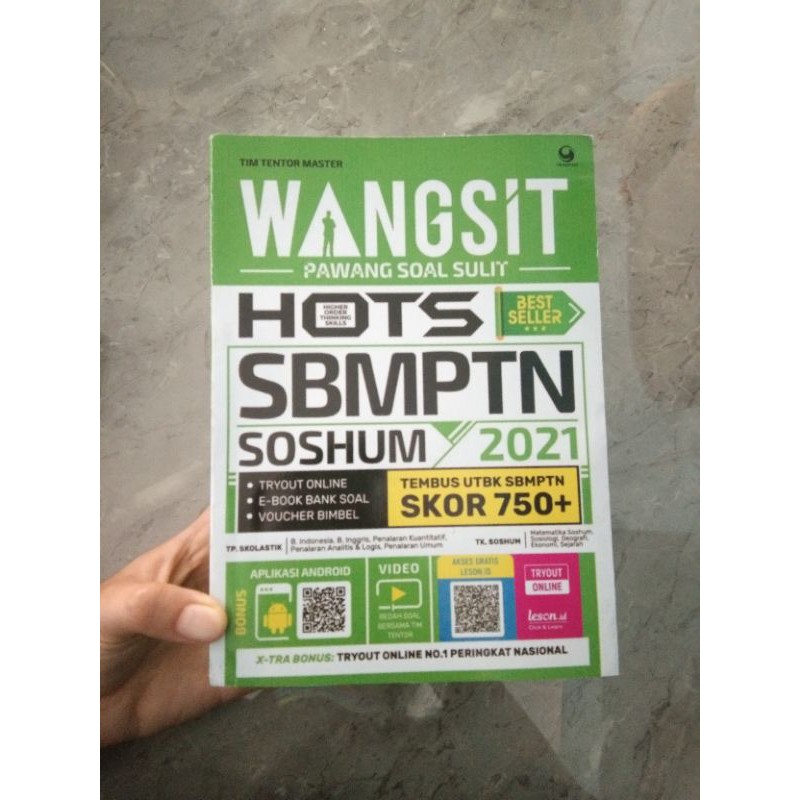 TIM TENTOR MASTER
WANGSIT
PAWANG SOAL SULIT
HOTS
HIGHER
ORDER
THINKING
SKILLS
BEST
SELLER
SBMPTN
SOSHUM
2021
• TRYOUT ONLINE
• E-BOOK BANK SOAL
• VOUCHER BIMBEL
TEMBUS UTBK SBMPTN
SKOR 750+
TP. SKOLASTIK
B. Indonesia, B. Inggris, Penalaran Kuantitatif,
Penalaran Analitis & Logis, Penalaran Umum
TK. SOSHUM
Matematika Soshum,
Sosiologi, Geografi,
Ekonomi, Sejarah
BONUS
APLIKASI ANDROID
VIDEO
BEDAH SOAL
BERSAMA TIM
TENTOR
AKSES GRATIS
LESON.ID
TRYOUT
ONLINE
leson.id
Click & Learn
X-TRA BONUS: TRYOUT ONLINE NO.1 PERINGKAT NASIONAL